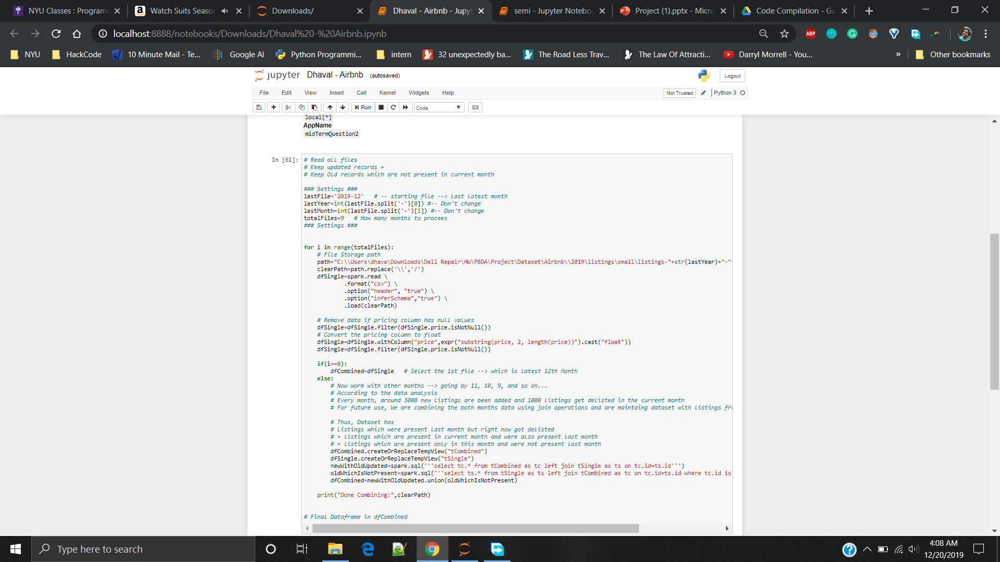 NYU Classes : Programm
Watch Suits Season
Downloads/
Dhaval - Airbnb - Jupyt
semi - Jupyter Notebook
Project (1).pptx - Micro
Code Compilation - Go
localhost:8888/notebooks/Downloads/Dhaval%20-%20Airbnb.ipynb
ABP
NYU
HackCode
10 Minute Mail - Te...
Google AI
Python Programmi...
intern
32 unexpectedly ba...
The Road Less Trav...
The Law Of Attracti...
Darryl Morrell - You...
»
Other bookmarks
jupyter Dhaval - Airbnb (autosaved)
Logout
File Edit View Insert Cell Kernel Widgets Help
Not Trusted
Python 3
Run
Code
local[*]
AppName
midTermQuestion2
In [61]:
# Read all files
# Keep updated records +
# Keep Old records which are not present in current month
### Settings ###
lastFile='2019-12'   # -- starting file --> last latest month
lastYear=int(lastFile.split('-')[0]) #-- Don't change
lastMonth=int(lastFile.split('-')[1]) #-- Don't change
totalFiles=9   # How many months to procees
### Settings ###
for i in range(totalFiles):
    # File Storage path
    path="C:\\Users\dhava\Downloads\Dell Repair\HW\PBDA\Project\Dataset\Airbnb\\2019\listings\small\listings-"+str(lastYear)+"-"+
    clearPath=path.replace('\\','/')
    dfSingle=spark.read \
            .format("csv") \
            .option("header", "true") \
            .option("inferSchema","true") \
            .load(clearPath)
    # Remove data if pricing column has null values
    dfSingle=dfSingle.filter(dfSingle.price.isNotNull())
    # Convert the pricing column to float
    dfSingle=dfSingle.withColumn("price",expr("substring(price, 2, length(price))").cast("float"))
    dfSingle=dfSingle.filter(dfSingle.price.isNotNull())
    if(i==0):
        dfCombined=dfSingle   # Select the 1st file --> which is latest 12th Month
    else:
        # Now work with other months --> going by 11, 10, 9, and so on...
        # According to the data analysis
        # Every month, around 3000 new listings are been added and 1000 listings get delisted in the current month
        # For future use, We are combining the both months data using join operations and are maintaing dataset with listings fro
        # Thus, Dataset has
        # Listings which were present last month but right now got delisted
        # + listings which are present in current month and were also present last month
        # + listings which are present only in this month and were not present last month
        dfCombined.createOrReplaceTempView("tCombined")
        dfSingle.createOrReplaceTempView("tSingle")
        newWithOldUpdated=spark.sql('''select tc.* from tCombined as tc left join tSingle as ts on tc.id=ts.id''')
        oldWhichIsNotPresent=spark.sql('''select ts.* from tSingle as ts left join tCombined as tc on tc.id=ts.id where tc.id is
        dfCombined=newWithOldUpdated.union(oldWhichIsNotPresent)
    print("Done Combining:",clearPath)
# Final Dataframe in dfCombined
Type here to search
4:08 AM
12/20/2019